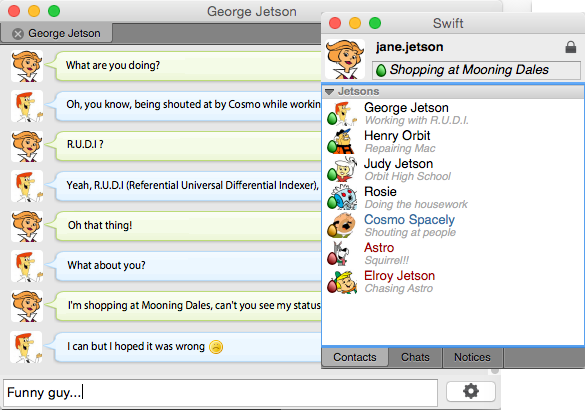 George Jetson
George Jetson
What are you doing?
Oh, you know, being shouted at by Cosmo while workin
R.U.D.I ?
Yeah, R.U.D.I (Referential Universal Differential Indexer),
Oh that thing!
What about you?
I'm shopping at Mooning Dales, can't you see my status
I can but I hoped it was wrong
Funny guy...
Swift
jane.jetson
Shopping at Mooning Dales
Jetsons
George Jetson
Working with R.U.D.I.
Henry Orbit
Repairing Mac
Judy Jetson
Orbit High School
Rosie
Doing the housework
Cosmo Spacely
Shouting at people
Astro
Squirrel!!!
Elroy Jetson
Chasing Astro
Contacts
Chats
Notices